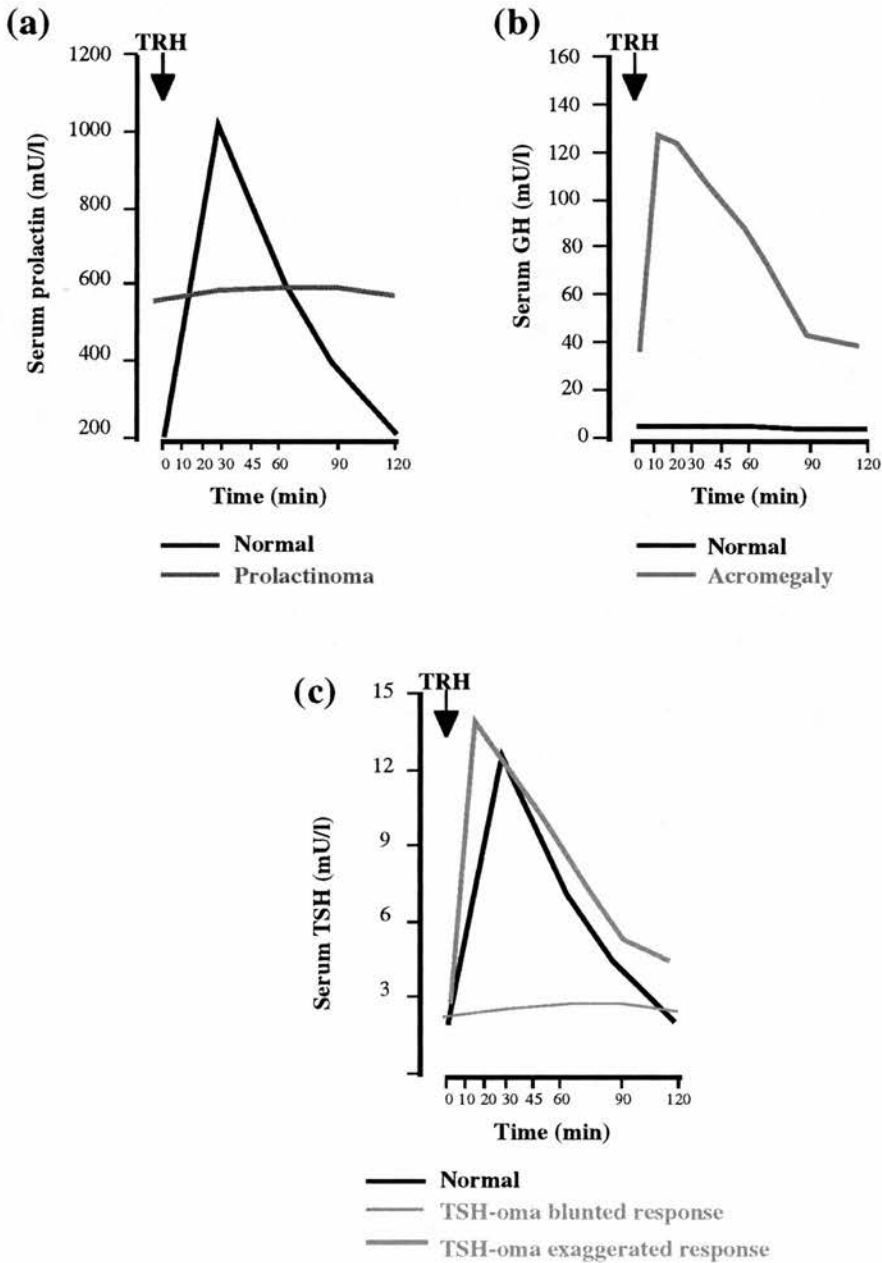 (a)
TRH
1200
1000
800
600
400
200
Serum prolactin (mU/l)
0 10 20 30 45 60 90 120
Time (min)
Normal
Prolactinoma
(b)
TRH
160
140
120
100
80
60
40
20
0
Serum GH (mU/l)
0 10 20 30 45 60 90 120
Time (min)
Normal
Acromegaly
(c)
TRH
15
12
9
6
3
Serum TSH (mU/l)
0 10 20 30 45 60 90 120
Time (min)
Normal
TSH-oma blunted response
TSH-oma exaggerated response